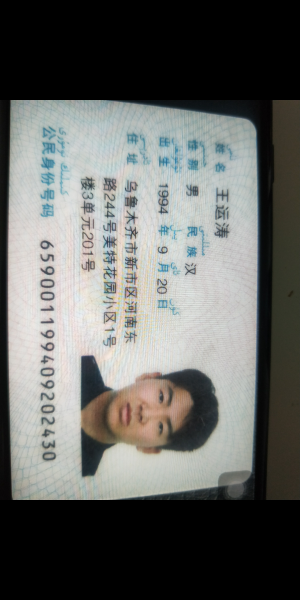 姓名 王运涛
性别 男 民族 汉
出生 1994 年 9 月 20 日
住址 乌鲁木齐市新市区河南东
路244号美特花园小区1号
楼3单元201号
公民身份号码 659001199409202430